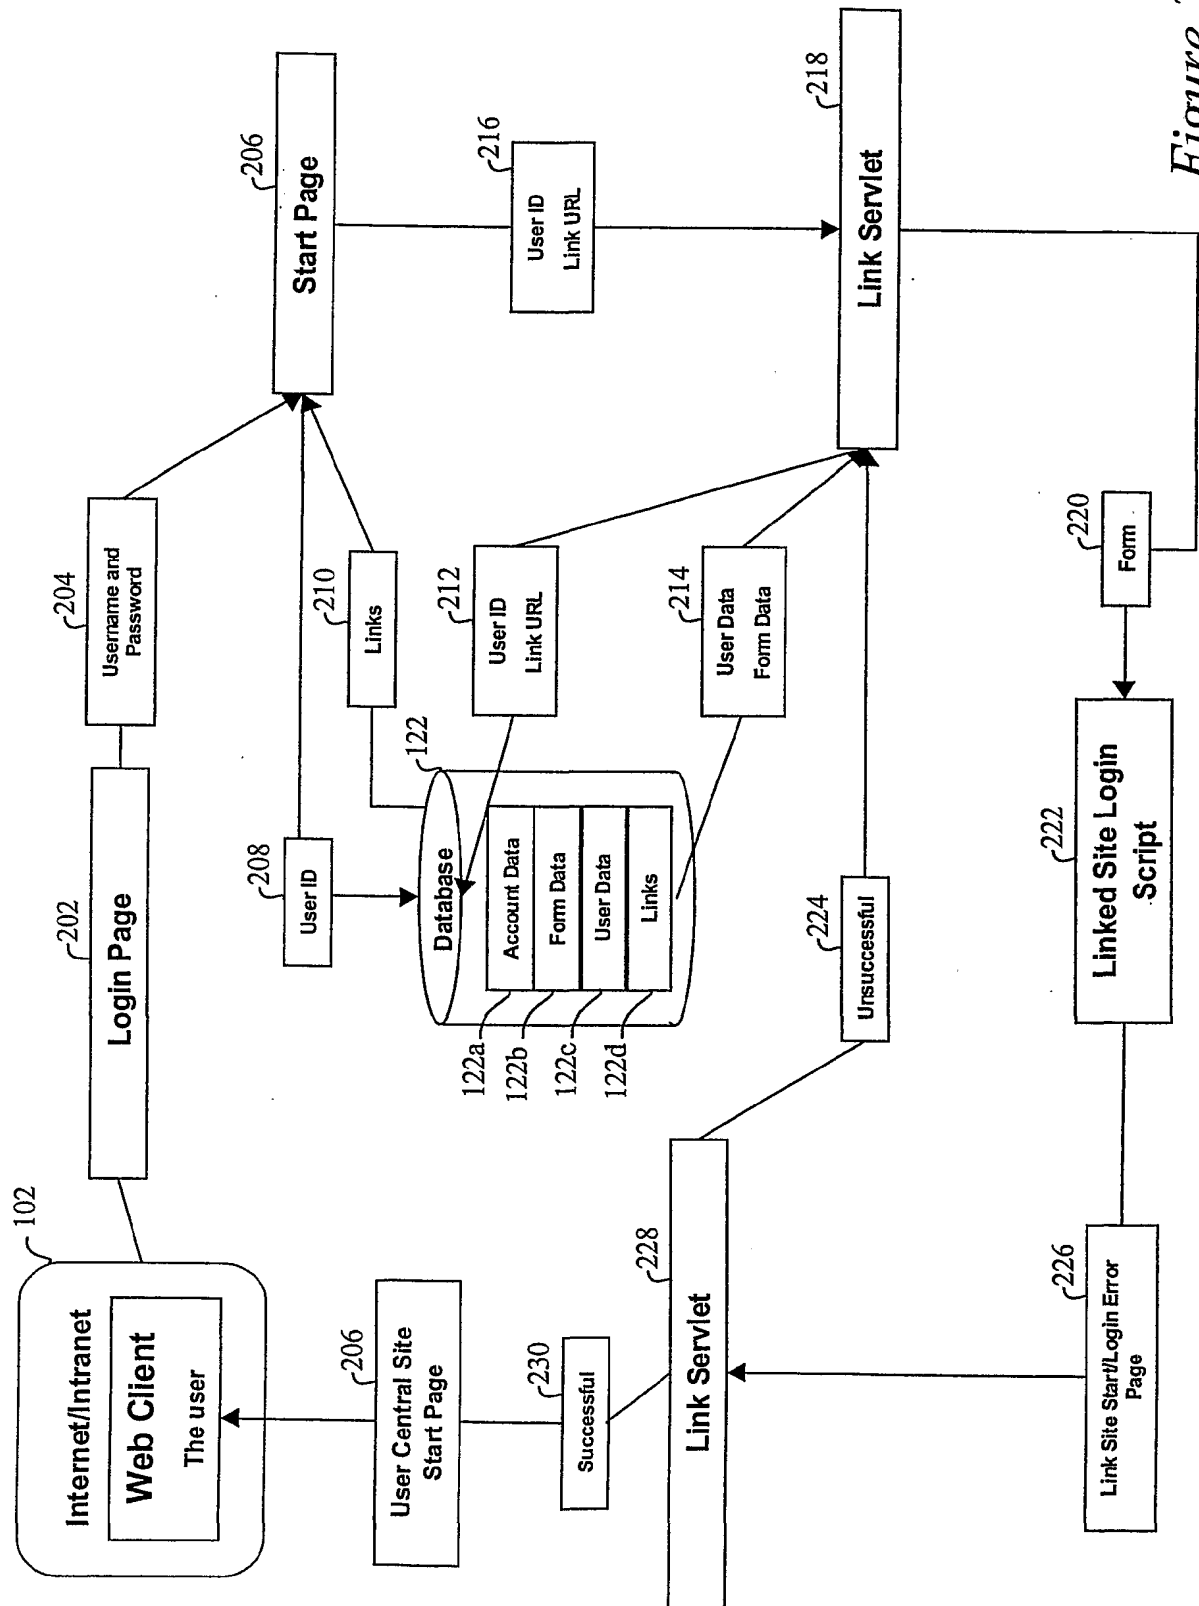 102
Internet/Intranet
Web Client
The user
202
Login Page
204
Username and
Password
206
Start Page
208
User ID
210
Links
206
User Central Site
Start Page
122
Database
Account Data
Form Data
User Data
Links
122a
122b
122c
122d
212
User ID
Link URL
216
User ID
Link URL
230
Successful
228
Link Servlet
214
User Data
Form Data
224
Unsuccessful
218
Link Servlet
226
Link Site Start/Login Error
Page
222
Linked Site Login
Script
220
Form
Figure